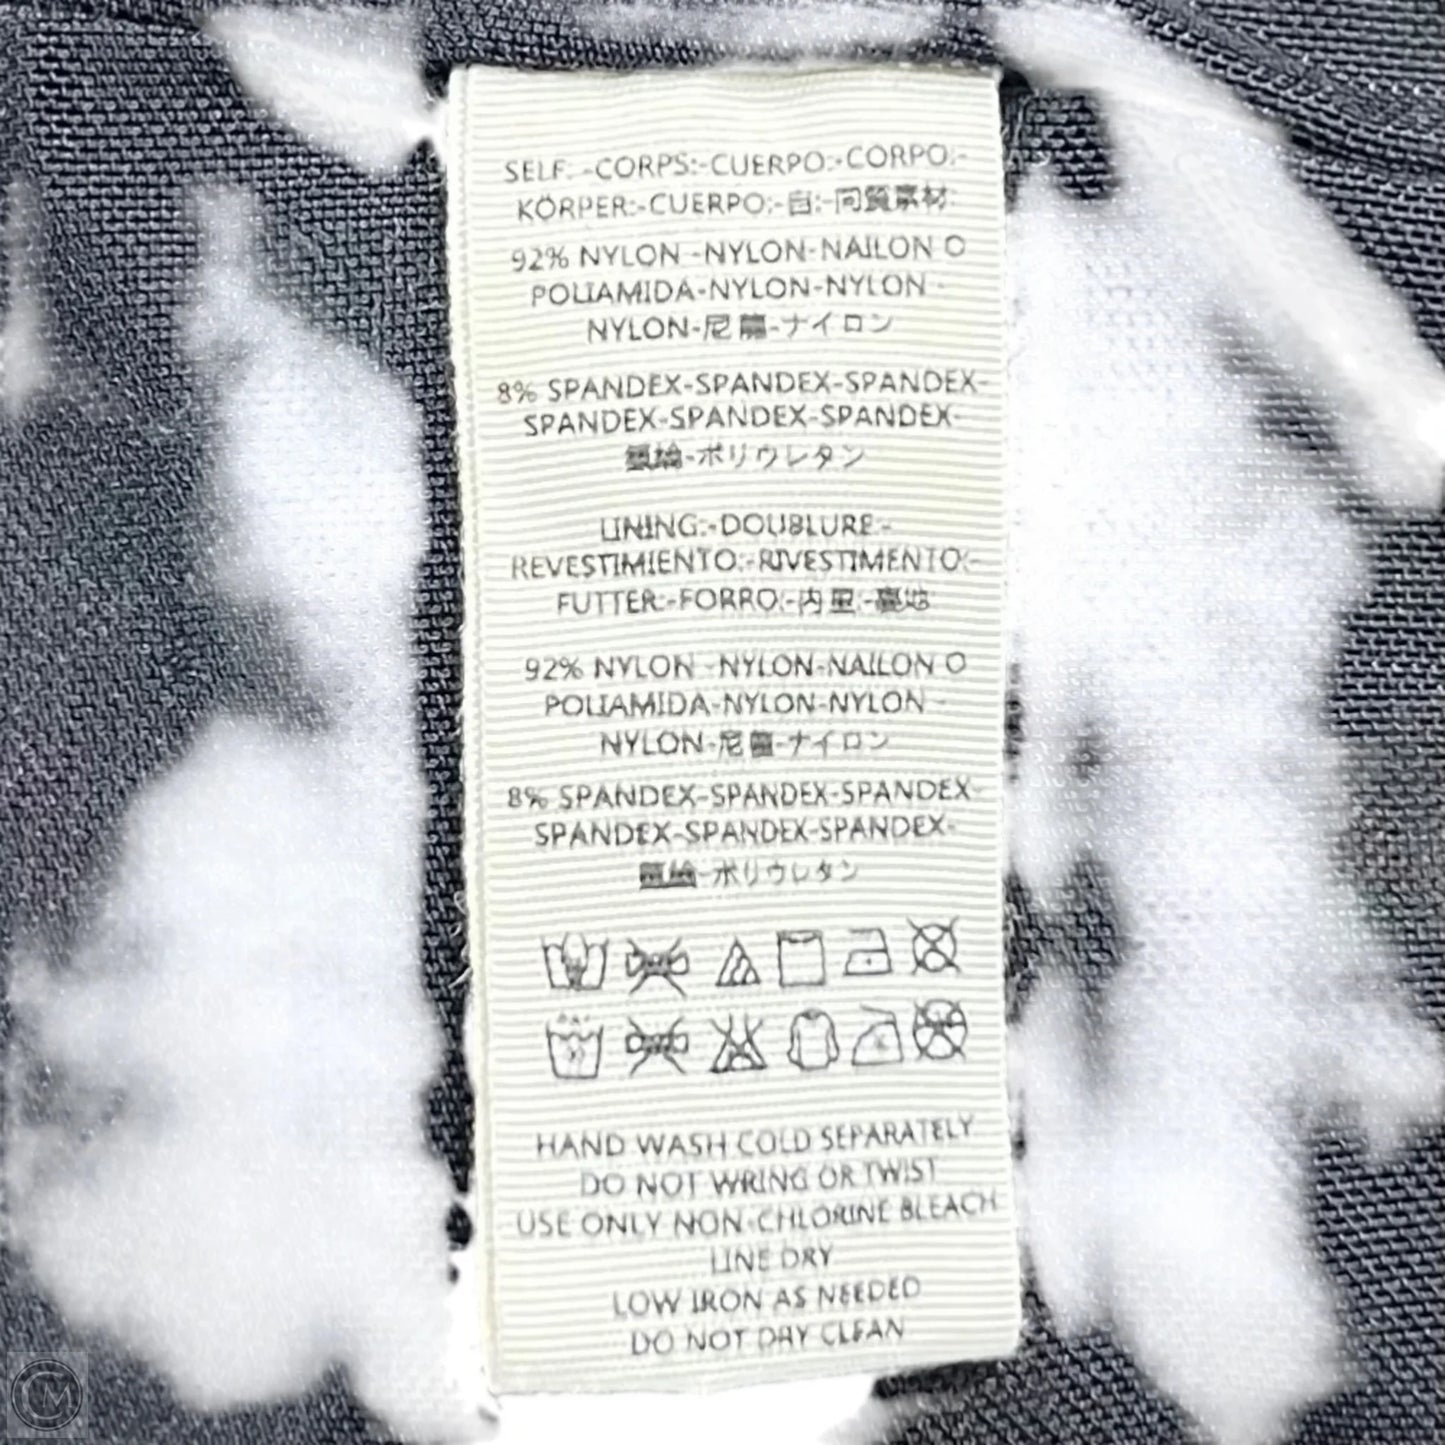 SELF:-CORPS:-CUERPO:-CORPO:-
KÖRPER:-CUERPO:-自:-同質素材:
92% NYLON -NYLON-NAILON O
POLIAMIDA-NYLON-NYLON -
NYLON-尼龍-ナイロン
8% SPANDEX-SPANDEX-SPANDEX-
SPANDEX-SPANDEX-SPANDEX-
-ポリウレタン
LINING:-DOUBLURE:-
REVESTIMIENTO:-RIVESTIMENTO:-
FUTTER:-FORRO:-内里:-裏地
92% NYLON -NYLON-NAILON O
POLIAMIDA-NYLON-NYLON -
NYLON-尼龍-ナイロン
8% SPANDEX-SPANDEX-SPANDEX-
SPANDEX-SPANDEX-SPANDEX-
-ポリウレタン
HAND WASH COLD SEPARATELY
DO NOT WRING OR TWIST
USE ONLY NON-CHLORINE BLEACH
LINE DRY
LOW IRON AS NEEDED
DO NOT DRY CLEAN